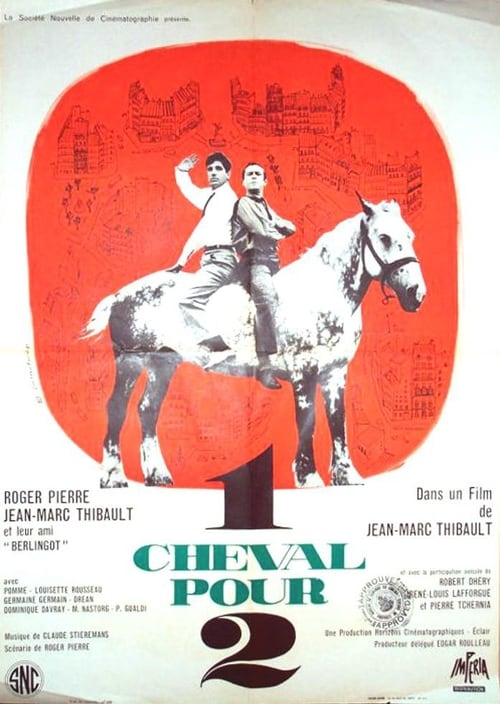 La Société Nouvelle de Cinématographie présente.
ROGER PIERRE
JEAN-MARC THIBAULT
et leur ami
"BERLINGOT"
Dans un Film
de
JEAN-MARC THIBAULT
1
CHEVAL
POUR
2
avec
POMME - LOUISETTE ROUSSEAU
GERMAINE GERMAIN - DREAN
DOMINIQUE DAVRAY - M. NASTORG - P. GUALDI
Musique de CLAUDE STIEREMANS
Scénario de ROGER PIERRE
et avec la participation amicale de
ROBERT DHÉRY
RENÉ-LOUIS LAFFORGUE
et PIERRE TCHERNIA
Une Production Horizons Cinématographiques - Éclair
Producteur délégué EDGAR ROULLEAU
SNC
IMPERIA
DISTRIBUTION